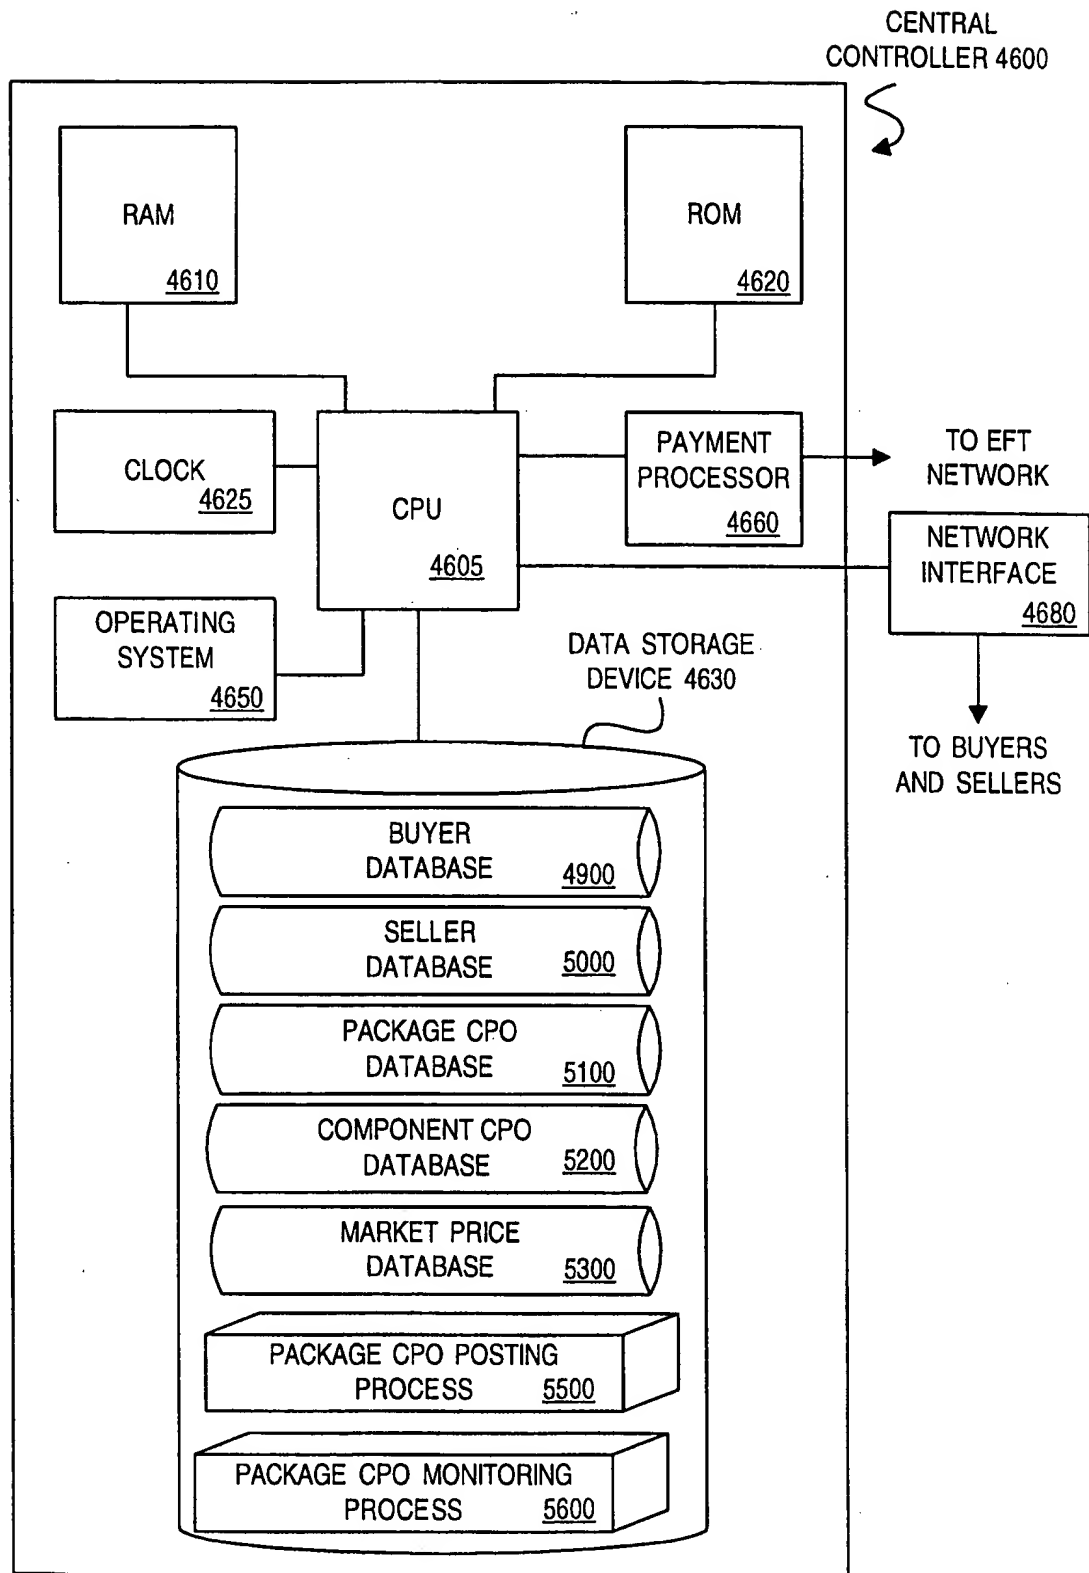 CENTRAL
CONTROLLER 4600
RAM
4610
ROM
4620
CLOCK
4625
CPU
4605
PAYMENT
PROCESSOR
4660
TO EFT
NETWORK
NETWORK
INTERFACE
4680
OPERATING
SYSTEM
4650
DATA STORAGE
DEVICE 4630
TO BUYERS
AND SELLERS
BUYER
DATABASE
4900
SELLER
DATABASE
5000
PACKAGE CPO
DATABASE
5100
COMPONENT CPO
DATABASE
5200
MARKET PRICE
DATABASE
5300
PACKAGE CPO POSTING
PROCESS
5500
PACKAGE CPO MONITORING
PROCESS
5600